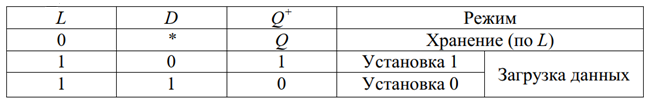 L D Q⁺ Режим
0 * Q Хранение (по L)
1 0 1 Установка 1 Загрузка данных
1 1 0 Установка 0